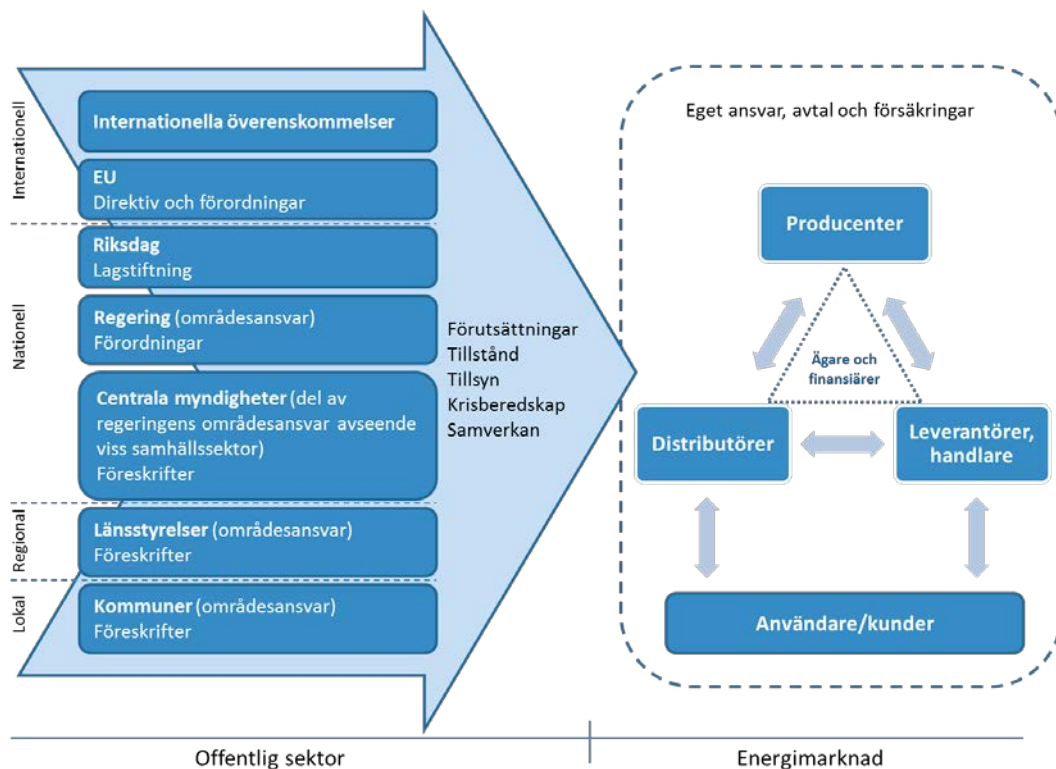 Internationell
Internationella överenskommelser
EU
Direktiv och förordningar
Nationell
Riksdag
Lagstiftning
Regering (områdesansvar)
Förordningar
Centrala myndigheter (del av
regeringens områdesansvar avseende
viss samhällssektor)
Föreskrifter
Regional
Länsstyrelser (områdesansvar)
Föreskrifter
Lokal
Kommuner (områdesansvar)
Föreskrifter
Förutsättningar
Tillstånd
Tillsyn
Krisberedskap
Samverkan
Eget ansvar, avtal och försäkringar
Producenter
Ägare och
finansiärer
Distributörer
Leverantörer,
handlare
Användare/kunder
Offentlig sektor
Energimarknad